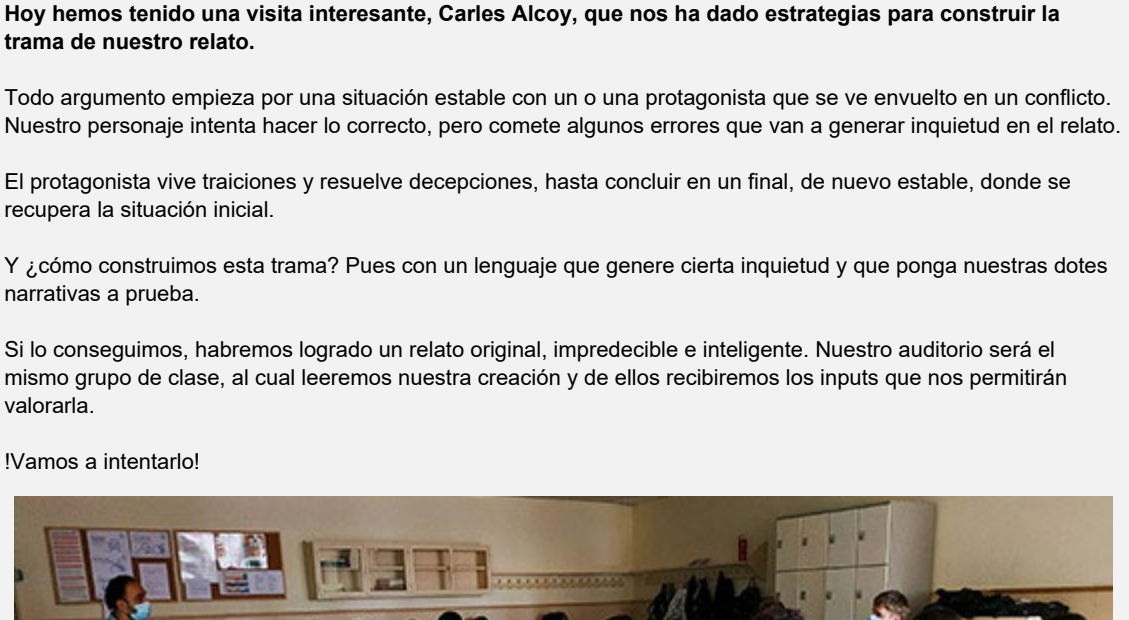 Hoy hemos tenido una visita interesante, Carles Alcoy, que nos ha dado estrategias para construir la
trama de nuestro relato.
Todo argumento empieza por una situación estable con un o una protagonista que se ve envuelto en un conflicto.
Nuestro personaje intenta hacer lo correcto, pero comete algunos errores que van a generar inquietud en el relato.
El protagonista vive traiciones y resuelve decepciones, hasta concluir en un final, de nuevo estable, donde se
recupera la situación inicial.
Y ¿cómo construimos esta trama? Pues con un lenguaje que genere cierta inquietud y que ponga nuestras dotes
narrativas a prueba.
Si lo conseguimos, habremos logrado un relato original, impredecible e inteligente. Nuestro auditorio será el
mismo grupo de clase, al cual leeremos nuestra creación y de ellos recibiremos los inputs que nos permitirán
valorarla.
!Vamos a intentarlo!